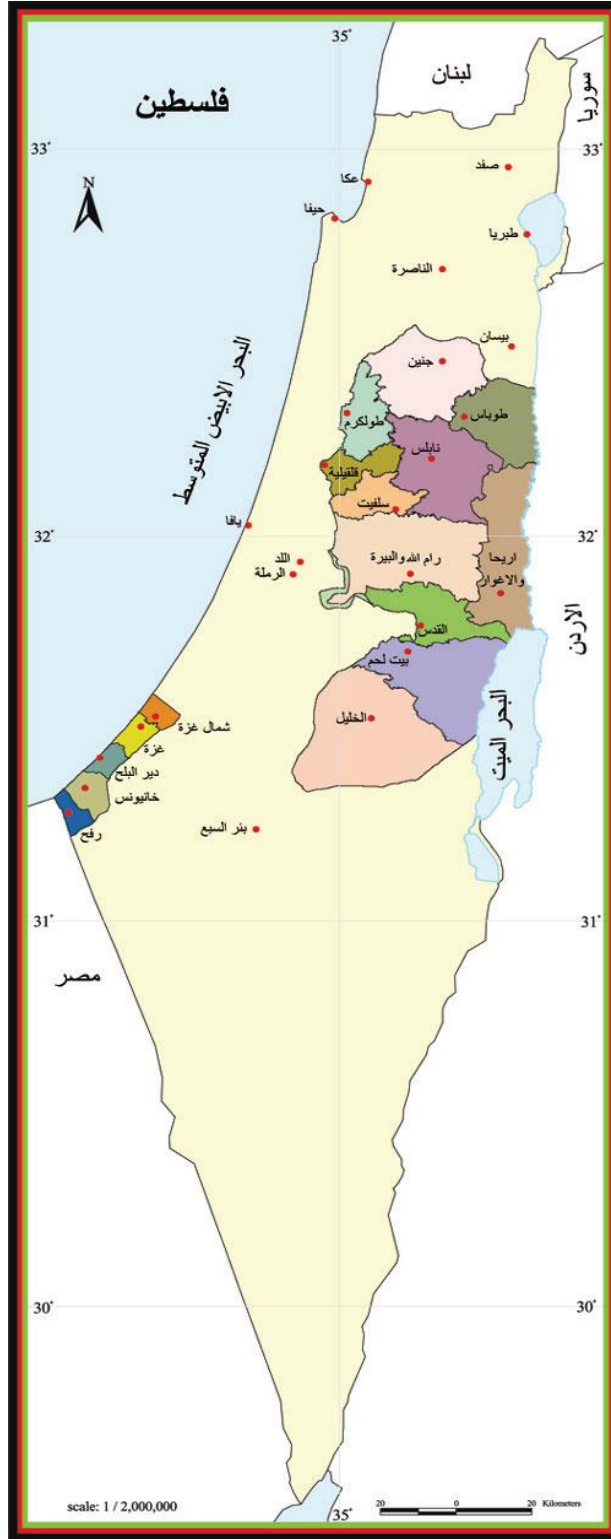 35°
لبنان
سوريا
فلسطين
33°
33°
صفد
عكا
N
حيفا
طبريا
الناصرة
بيسان
جنين
البحر الابيض المتوسط
طولكرم
طوباس
نابلس
قلقيلية
سلفيت
يافا
32°
32°
اللد
رام الله والبيرة
اريحا
والاغوار
الرملة
الاردن
القدس
بيت لحم
البحر الميت
الخليل
شمال غزة
غزة
دير البلح
خانيونس
رفح
بئر السبع
31°
31°
مصر
30°
30°
scale: 1 / 2,000,000
35°
20 0 20 Kilometers